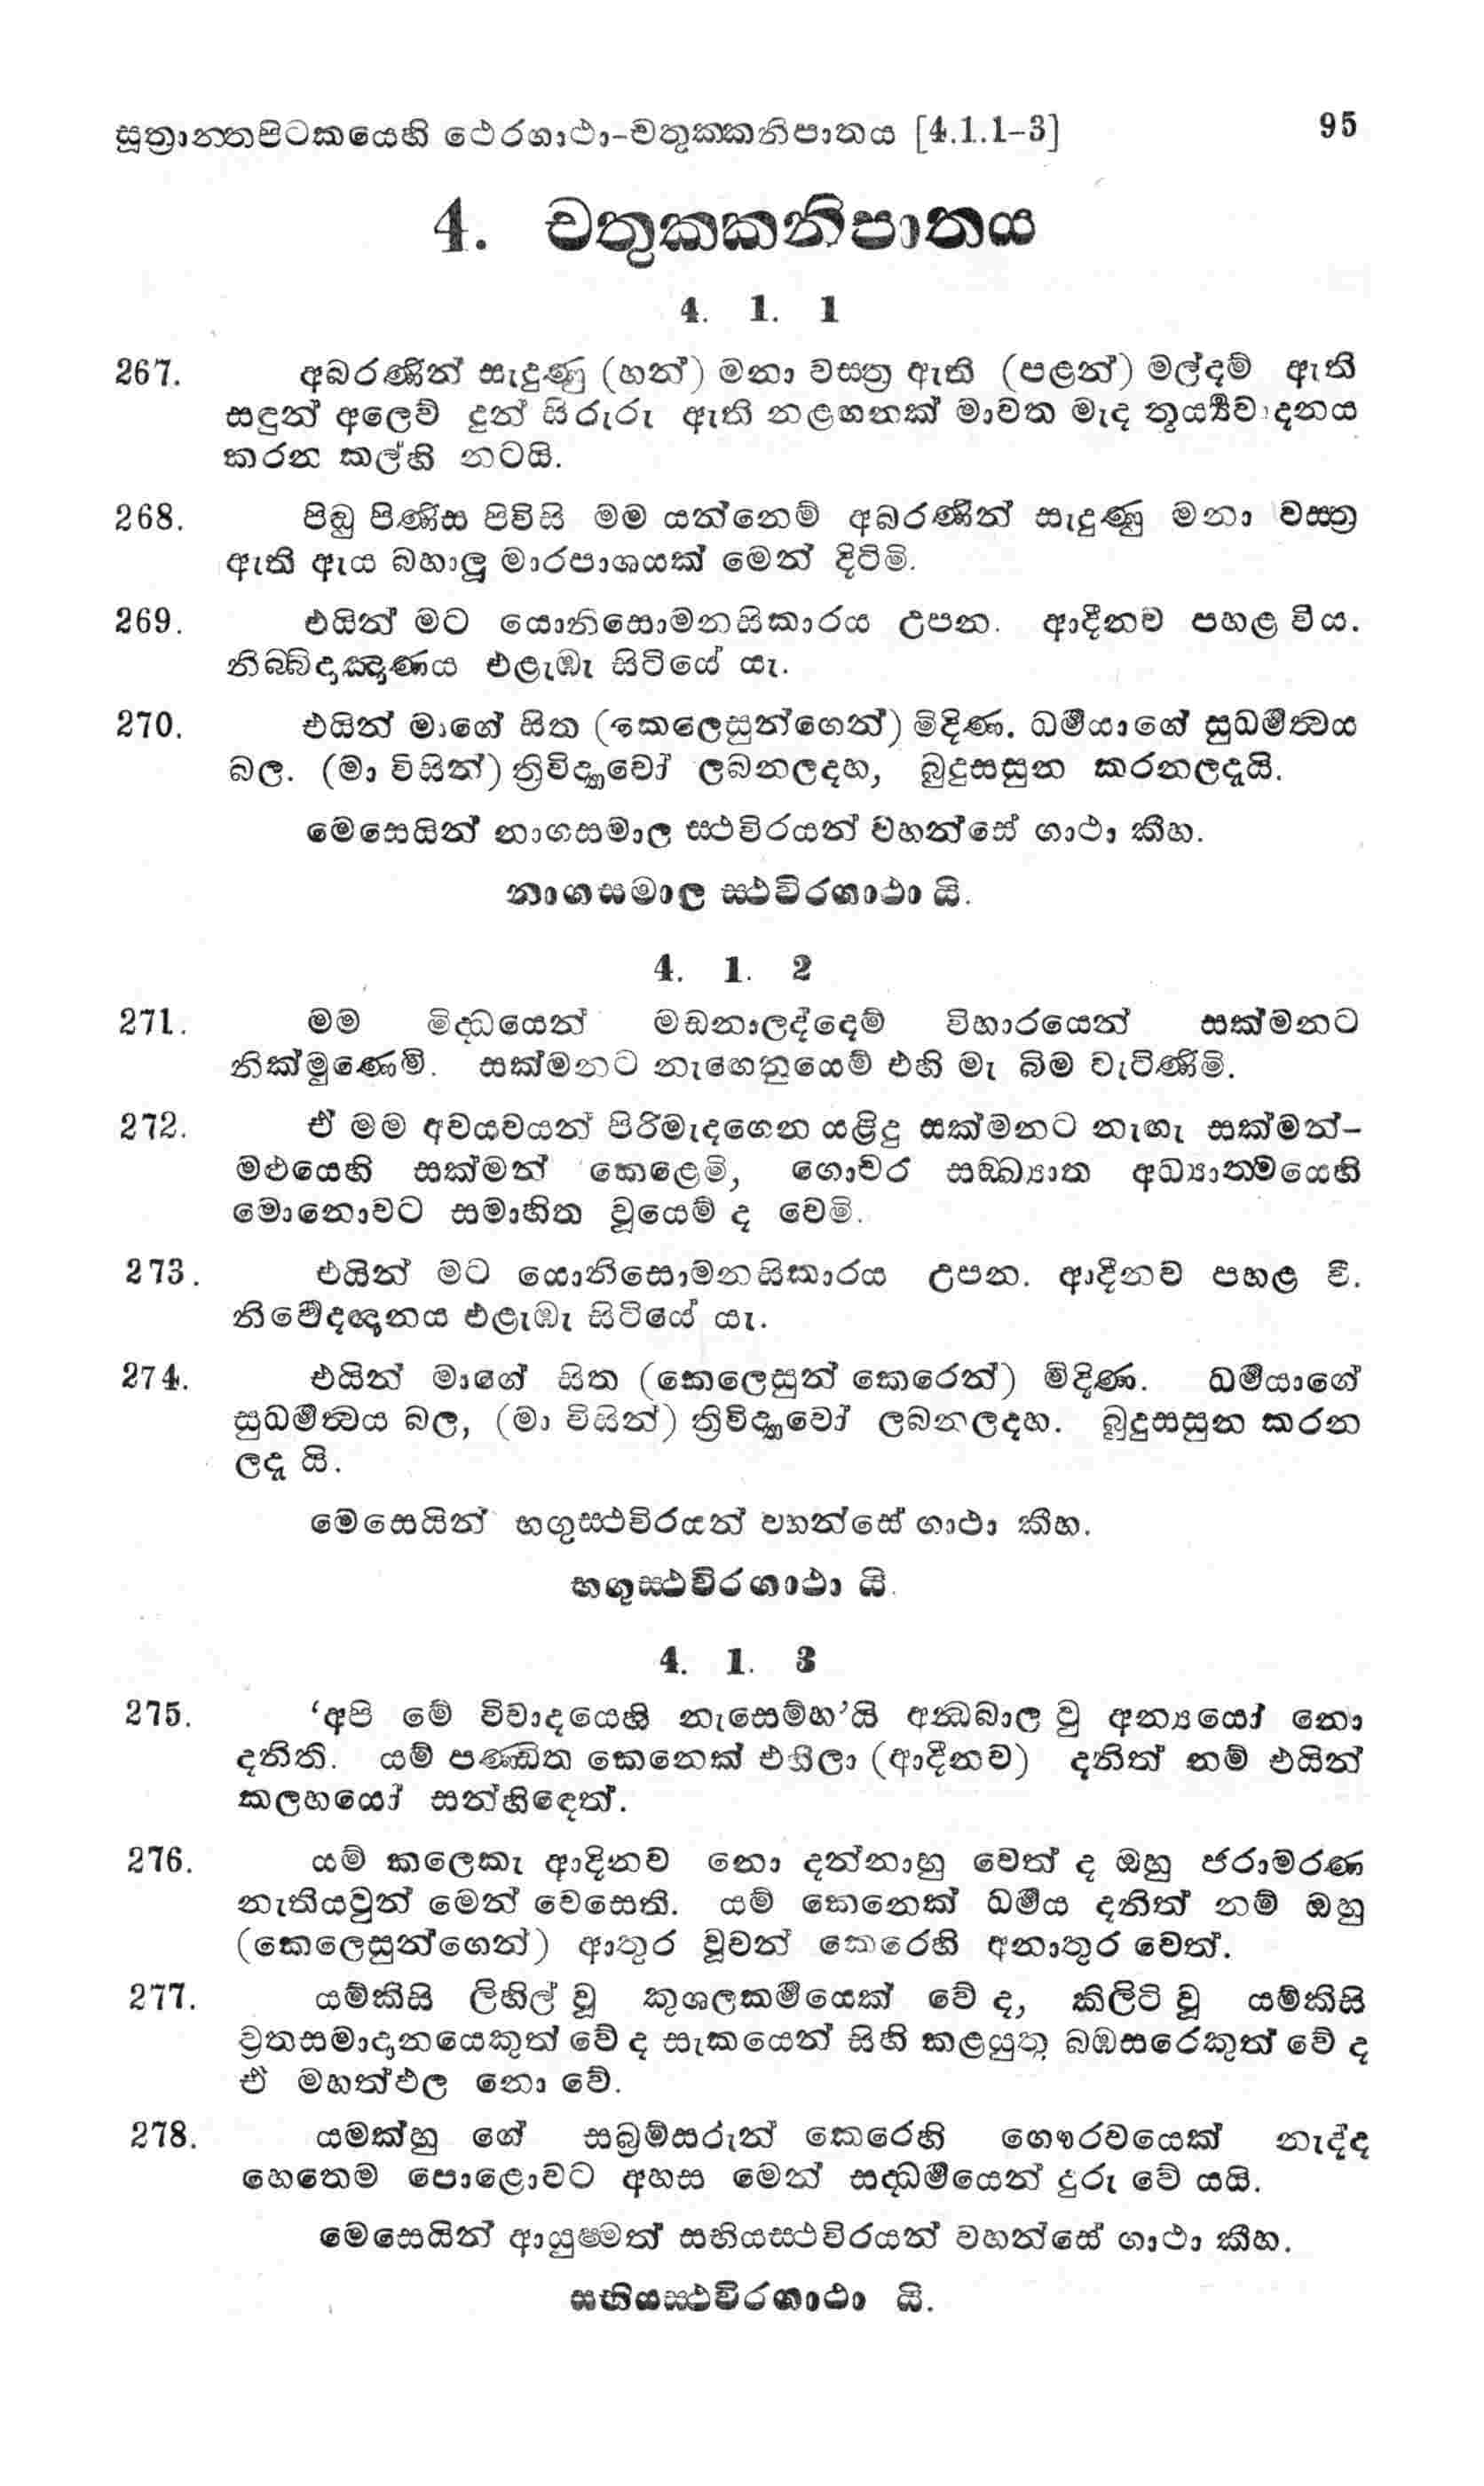 සූත්‍රාන්තපිටකයෙහි ථෙරගාථා-චතුක්කනිපාතය [4.1.1-3] 95
4. චතුක්කනිපාතය
4. 1. 1
267. අබරණින් සැදුණු (හන්) මනා වස්ත්‍ර ඇති (පළන්) මල්දම් ඇති
සඳුන් අලෙව් දුන් සිරුරු ඇති නළඟනක් මාවත මැද තූර්‍ය්‍යවාදනය
කරන කල්හි නටයි.
268. පිඬු පිණිස පිවිසි මම යන්නෙම් අබරණින් සැදුණු මනා වස්ත්‍ර
ඇති ඇය බහාලූ මාරපාශයක් මෙන් දිටිමි.
269. එයින් මට යොනිසොමනසිකාරය උපන. ආදීනව පහළ විය.
නිබ්බිදාඤාණය එළැඹැ සිටියේ යැ.
270. එයින් මාගේ සිත (කෙලෙසුන්ගෙන්) මිදිණ. ධර්‍මයාගේ සුධර්‍මත්‍වය
බල. (මා විසින්) ත්‍රිවිද්‍යාවෝ ලබනලදහ, බුදුසසුන කරනලදැයි.
මෙසෙයින් නාගසමාල ස්ථවිරයන් වහන්සේ ගාථා කීහ.
නාගසමාල ස්ථවිරගාථා යි.
4. 1. 2
271. මම මිද්ධයෙන් මඩනාලද්දෙම් විහාරයෙන් සක්මනට
නික්මුණෙමි. සක්මනට නැගෙනුයෙම් එහි මැ බිම වැටිණිමි.
272. ඒ මම අවයවයන් පිරිමැදගෙන යළිදු සක්මනට නැගැ සක්මන්-
මළුයෙහි සක්මන් කෙළෙමි, ගොචර සඞ්ඛ්‍යාත අධ්‍යාත්මයෙහි
මොනොවට සමාහිත වූයෙම් ද වෙමි.
273. එයින් මට යොනිසොමනසිකාරය උපන. ආදීනව පහළ වි.
නිර්‍වේදඥානය එළැඹැ සිටියේ යැ.
274. එයින් මාගේ සිත (කෙලෙසුන් කෙරෙන්) මිදිණ. ධර්‍මයාගේ
සුධර්‍මත්‍වය බල, (මා විසින්) ත්‍රිවිද්‍යාවෝ ලබනලදහ. බුදුසසුන කරන
ලදැ යි.
මෙසෙයින් භගුස්ථවිරයන් වහන්සේ ගාථා කීහ.
භගුස්ථවිරගාථා යි.
4. 1. 3
275. ‘අපි මේ විවාදයෙහි නැසෙම්හ’යි අන්ධබාල වු අන්‍යයෝ නො
දනිති. යම් පණ්ඩිත කෙනෙක් එහිලා (ආදීනව) දනිත් නම් එයින්
කලහයෝ සන්හිඳෙත්.
276. යම් කලෙකැ ආදිනව නො දන්නාහු වෙත් ද ඔහු ජරාමරණ
නැතියවුන් මෙන් වෙසෙති. යම් කෙනෙක් ධර්‍මය දනිත් නම් ඔහු
(කෙලෙසුන්ගෙන්) ආතුර වූවන් කෙරෙහි අනාතුර වෙත්.
277. යම්කිසි ලිහිල් වූ කුශලකර්‍මයෙක් වේ ද, කිලිටි වූ යම්කිසි
ව්‍රතසමාදානයෙකුත් වේ ද සැකයෙන් සිහි කළයුතු බඹසරෙකුත් වේ ද
ඒ මහත්ඵල නො වේ.
278. යමක්හු ගේ සබ්‍රම්සරුන් කෙරෙහි ගෞරවයෙක් නැද්ද
හෙතෙම පොළොවට අහස මෙන් සද්ධර්‍මයෙන් දුරු වේ යයි.
මෙසෙයින් ආයුෂ්මත් සභියස්ථවිරයන් වහන්සේ ගාථා කීහ.
සභියස්ථවිරගාථා යි.